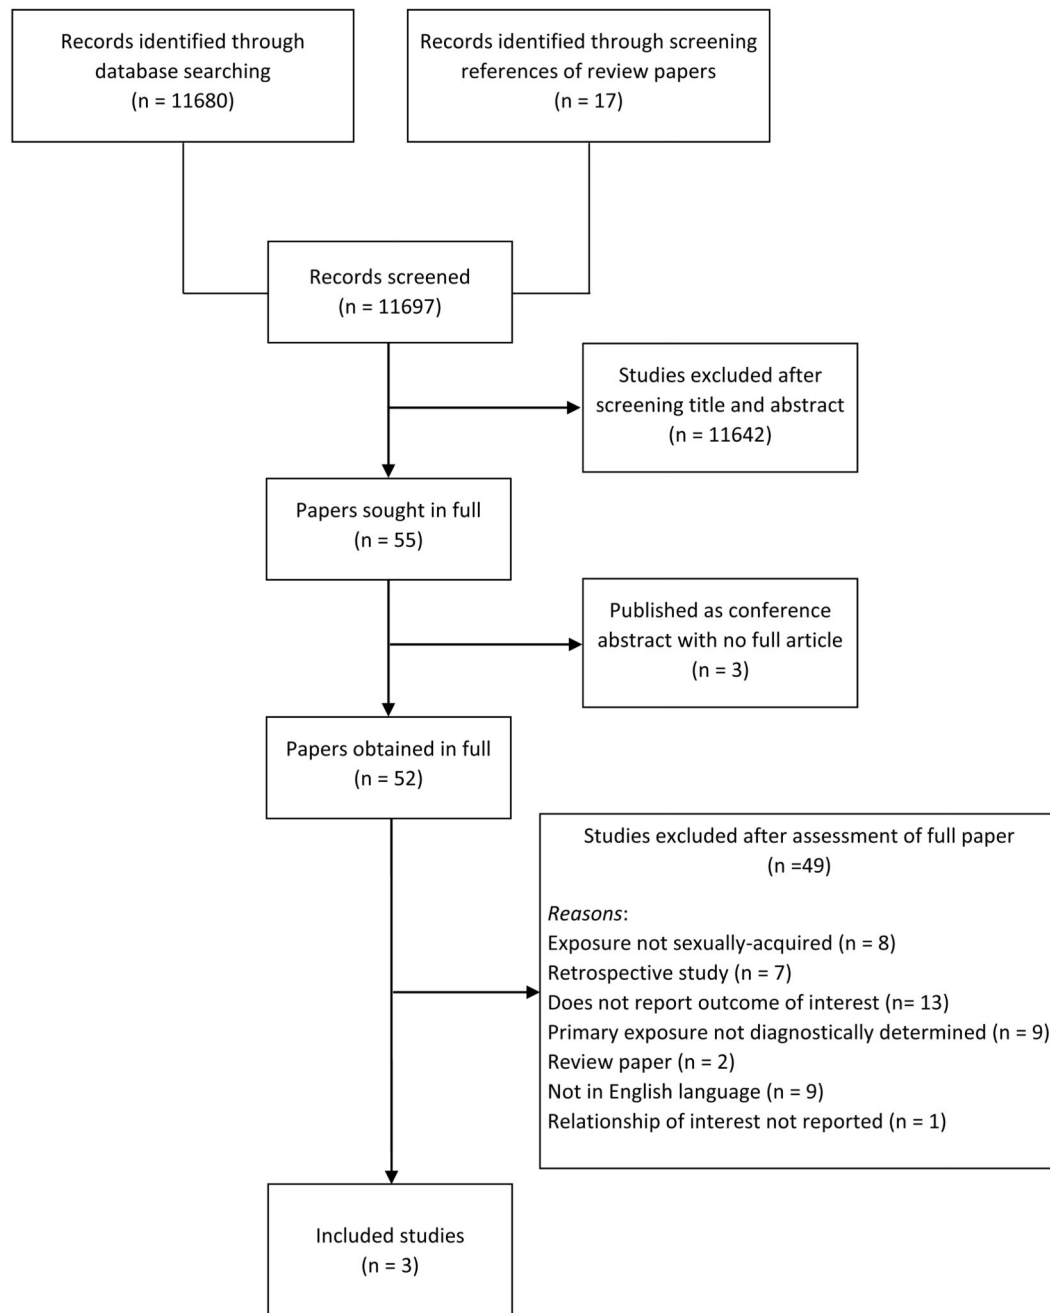 Records identified through
database searching
(n = 11680)
Records identified through screening
references of review papers
(n = 17)
Records screened
(n = 11697)
Studies excluded after
screening title and abstract
(n = 11642)
Papers sought in full
(n = 55)
Published as conference
abstract with no full article
(n = 3)
Papers obtained in full
(n = 52)
Studies excluded after assessment of full paper
(n =49)
Reasons:
Exposure not sexually-acquired (n = 8)
Retrospective study (n = 7)
Does not report outcome of interest (n= 13)
Primary exposure not diagnostically determined (n = 9)
Review paper (n = 2)
Not in English language (n = 9)
Relationship of interest not reported (n = 1)
Included studies
(n = 3)